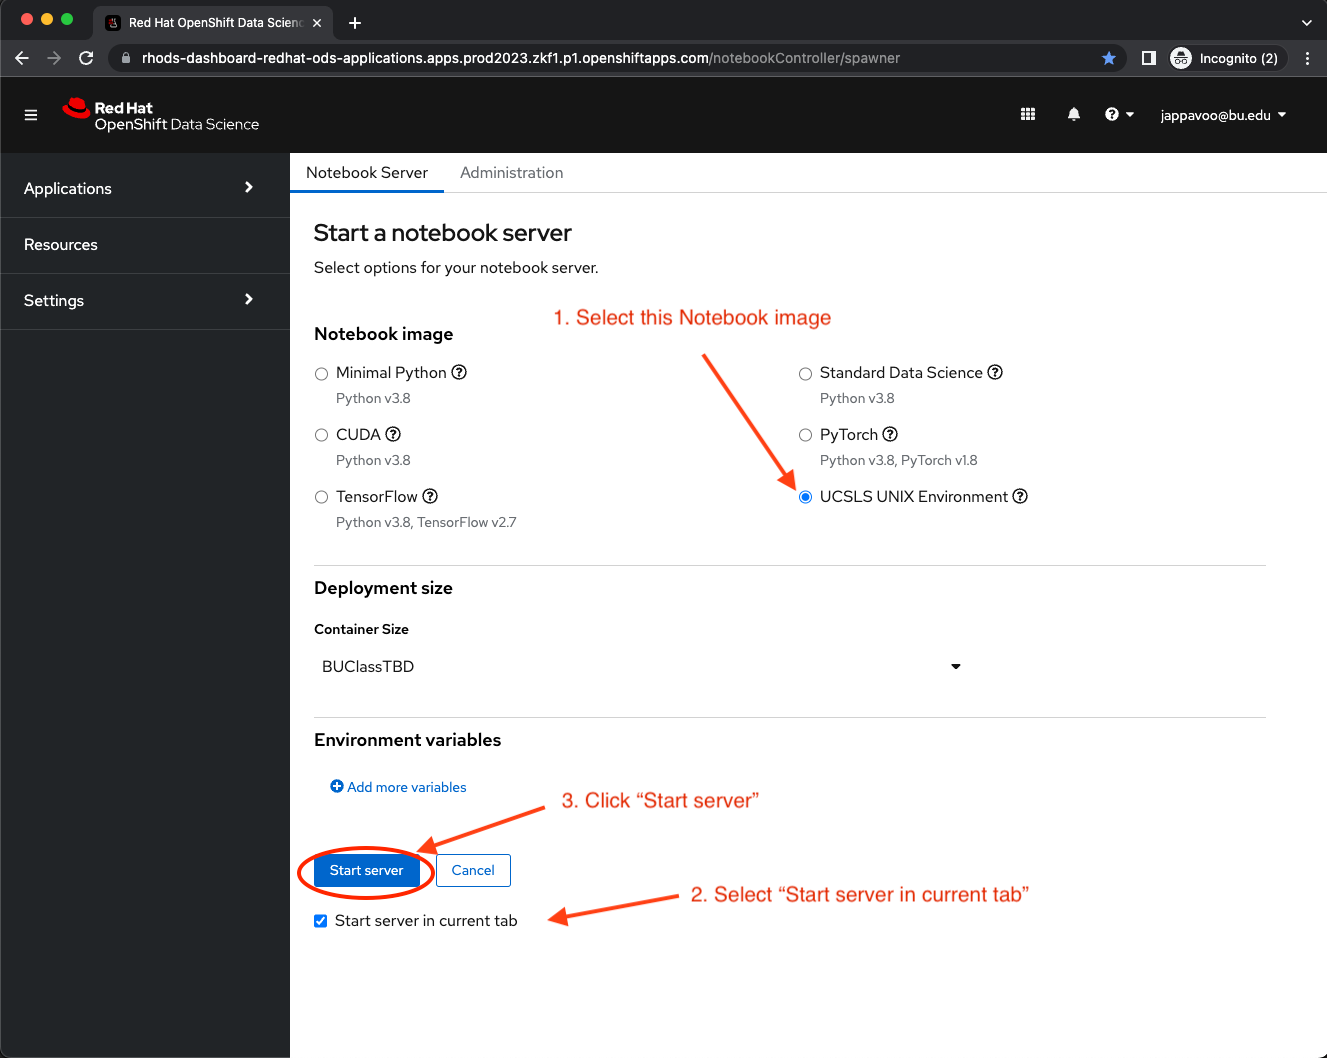 Red Hat OpenShift Data Scienc
rhods-dashboard-redhat-ods-applications.apps.prod2023.zkf1.p1.openshiftapps.com/notebookController/spawner
Incognito (2)
Red Hat
OpenShift Data Science
jappavoo@bu.edu
Applications
Resources
Settings
Notebook Server
Administration
Start a notebook server
Select options for your notebook server.
1. Select this Notebook image
Notebook image
Minimal Python
Python v3.8
Standard Data Science
Python v3.8
CUDA
Python v3.8
PyTorch
Python v3.8, PyTorch v1.8
TensorFlow
Python v3.8, TensorFlow v2.7
UCSLS UNIX Environment
Deployment size
Container Size
BUClassTBD
Environment variables
Add more variables
3. Click “Start server”
Start server
Cancel
2. Select “Start server in current tab”
Start server in current tab